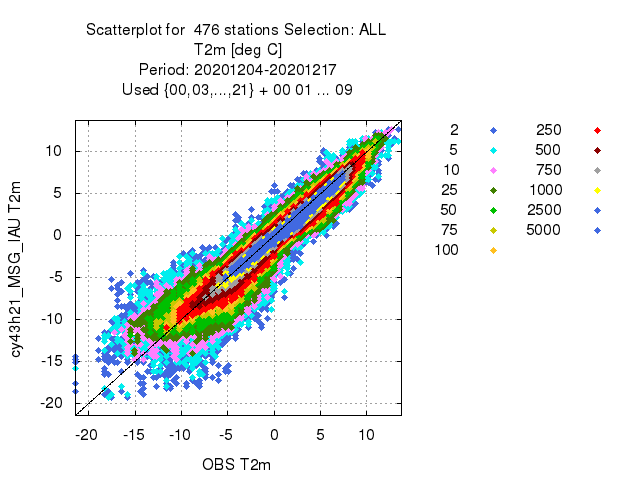 Scatterplot for 476 stations Selection: ALL
T2m [deg C]
Period: 20201204-20201217
Used {00,03,...,21} + 00 01 ... 09
cy43h21_MSG_IAU T2m
10
5
0
-5
-10
-15
-20
-20 -15 -10 -5 0 5 10
OBS T2m
2 250
5 500
10 750
25 1000
50 2500
75 5000
100